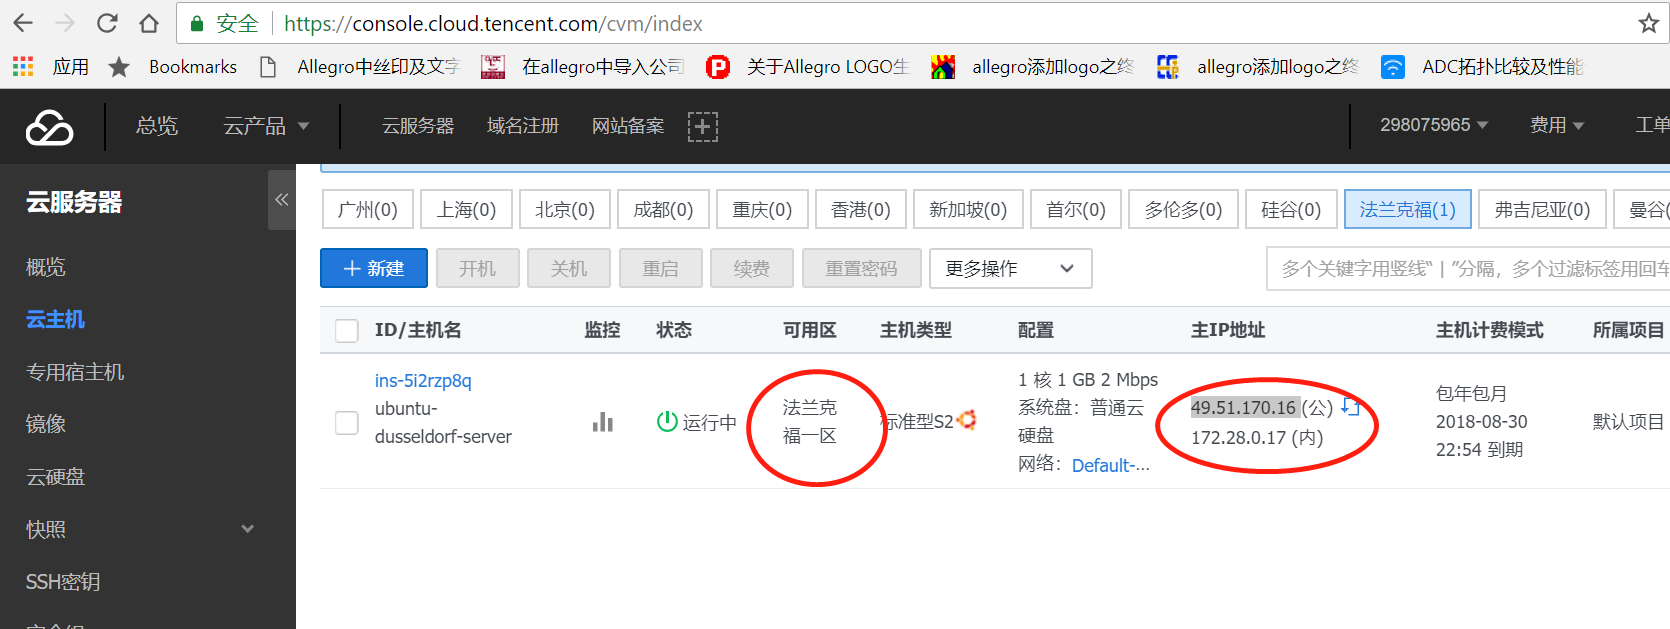 安全 https://console.cloud.tencent.com/cvm/index
应用 Bookmarks Allegro中丝印及文字 在allegro中导入公司 关于Allegro LOGO生 allegro添加logo之终 allegro添加logo之终 ADC拓扑比较及性能
总览 云产品 云服务器 域名注册 网站备案 298075965 费用 工单
云服务器
概览
云主机
专用宿主机
镜像
云硬盘
快照
SSH密钥
广州(0) 上海(0) 北京(0) 成都(0) 重庆(0) 香港(0) 新加坡(0) 首尔(0) 多伦多(0) 硅谷(0) 法兰克福(1) 弗吉尼亚(0) 曼谷(
新建 开机 关机 重启 续费 重置密码 更多操作 多个关键字用竖线“ | ”分隔，多个过滤标签用回车
ID/主机名 监控 状态 可用区 主机类型 配置 主IP地址 主机计费模式 所属项目
ins-5i2rzp8q
ubuntu-
dusseldorf-server
运行中
法兰克
福一区
标准型S2
1 核 1 GB 2 Mbps
系统盘：普通云
硬盘
网络：Default-...
49.51.170.16 (公)
172.28.0.17 (内)
包年包月
2018-08-30
22:54 到期
默认项目